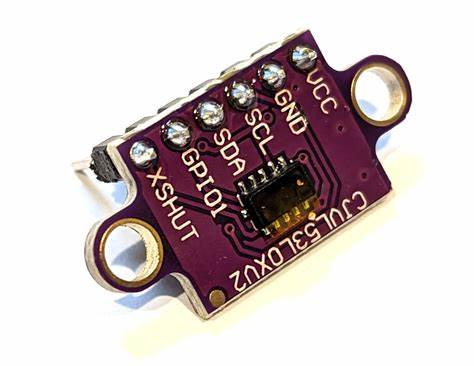 VCC
GND
SCL
SDA
GPIO1
XSHUT
CJVL53L0XV2